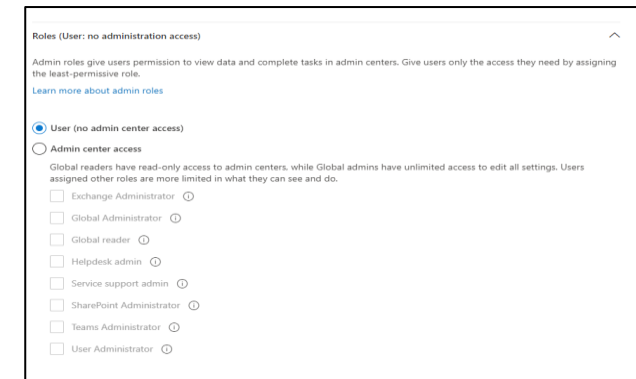 Roles (User: no administration access)
Admin roles give users permission to view data and complete tasks in admin centers. Give users only the access they need by assigning
the least-permissive role.
Learn more about admin roles
User (no admin center access)
Admin center access
Global readers have read-only access to admin centers, while Global admins have unlimited access to edit all settings. Users
assigned other roles are more limited in what they can see and do.
Exchange Administrator
Global Administrator
Global reader
Helpdesk admin
Service support admin
SharePoint Administrator
Teams Administrator
User Administrator